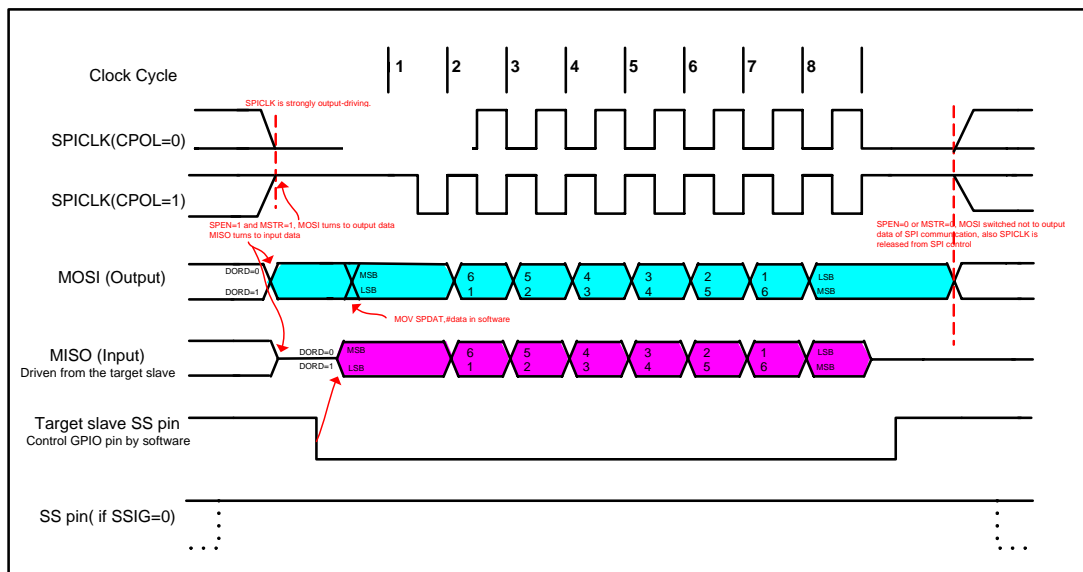 Clock Cycle
1 2 3 4 5 6 7 8
SPICLK is strongly output-driving.
SPICLK(CPOL=0)
SPICLK(CPOL=1)
SPEN=1 and MSTR=1, MOSI turns to output data
MISO turns to input data
SPEN=0 or MSTR=0, MOSI switched not to output
data of SPI communication, also SPICLK is
released from SPI control
MOSI (Output)
DORD=0 MSB 6 5 4 3 2 1 LSB
DORD=1 LSB 1 2 3 4 5 6 MSB
MOV SPDAT,#data in software
MISO (Input)
Driven from the target slave
DORD=0 MSB 6 5 4 3 2 1 LSB
DORD=1 LSB 1 2 3 4 5 6 MSB
Target slave SS pin
Control GPIO pin by software
SS pin( if SSIG=0)